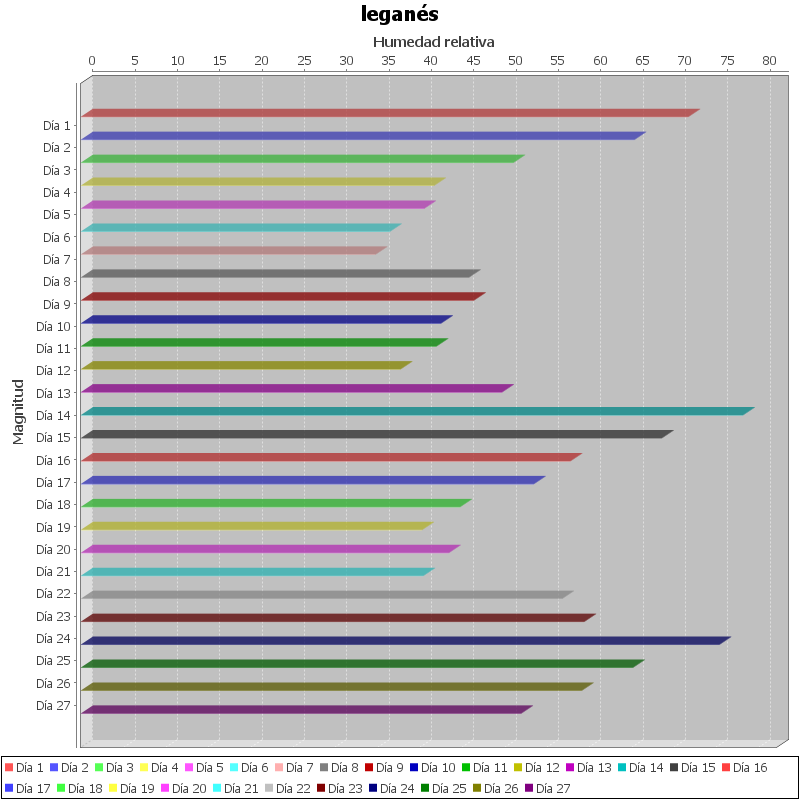 leganés
Humedad relativa
0 5 10 15 20 25 30 35 40 45 50 55 60 65 70 75 80
Día 1
Día 2
Día 3
Día 4
Día 5
Día 6
Día 7
Día 8
Día 9
Día 10
Día 11
Día 12
Día 13
Día 14
Día 15
Día 16
Día 17
Día 18
Día 19
Día 20
Día 21
Día 22
Día 23
Día 24
Día 25
Día 26
Día 27
Magnitud
Día 1 Día 2 Día 3 Día 4 Día 5 Día 6 Día 7 Día 8 Día 9 Día 10 Día 11 Día 12 Día 13 Día 14 Día 15 Día 16
Día 17 Día 18 Día 19 Día 20 Día 21 Día 22 Día 23 Día 24 Día 25 Día 26 Día 27